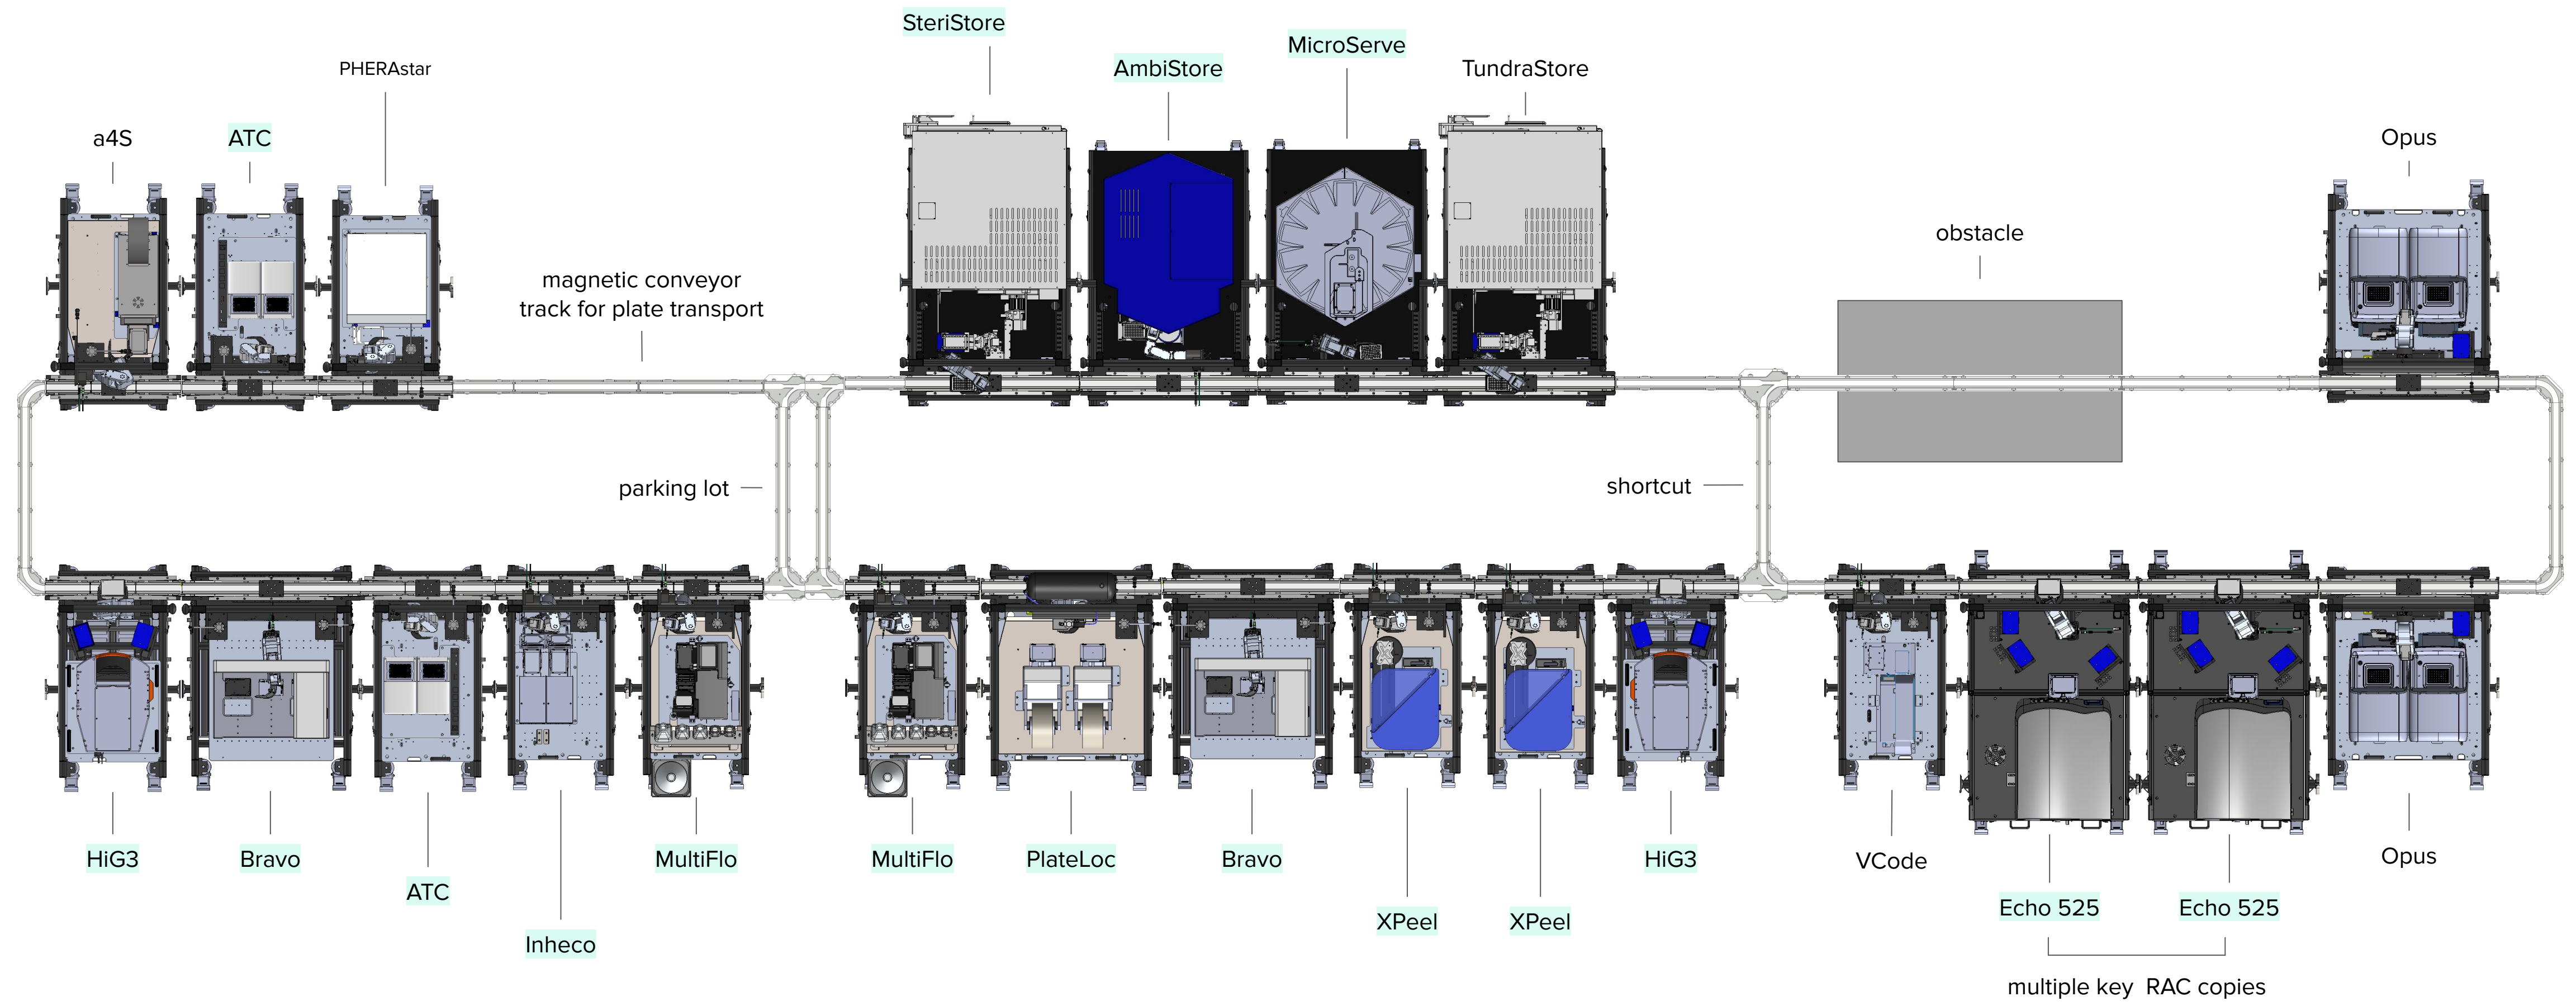 SteriStore
MicroServe
AmbiStore
TundraStore
PHERAstar
a4S
ATC
Opus
obstacle
magnetic conveyor
track for plate transport
parking lot
shortcut
HiG3
Bravo
ATC
Inheco
MultiFlo
MultiFlo
PlateLoc
Bravo
XPeel
XPeel
HiG3
VCode
Echo 525
Echo 525
Opus
multiple key RAC copies